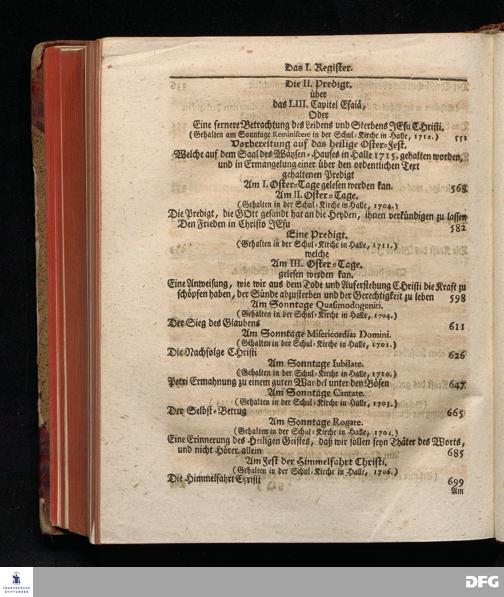 Das I. Register.
Die II. Predigt.
über
das LIII. Capitel Esaiä,
Oder
Eine fernere Betrachtung des Leidens und Sterbens JEsu CHristi.
(Gehalten am Sonntage Reminiscere in der Schul-Kirche in Halle, 1712.) 552
Vorbereitung auf das heilige Oster-Fest.
Welche auf dem Saal des Wäysen-Hauses in Halle 1715. gehalten worden,
und in Ermangelung einer über den ordentlichen Text
gehaltenen Predigt
Am I. Oster-Tage gelesen werden kan. 568
Am II. Oster-Tage.
(Gehalten in der Schul-Kirche in Halle, 1704.)
Die Predigt, die GOtt gesandt hat an die Heyden, ihnen verkündigen zu lassen
Den Frieden in Christo JEsu 582
Eine Predigt.
(Gehalten in der Schul-Kirche in Halle, 1711.)
welche
Am III. Oster-Tage.
gelesen werden kan.
Eine Anweisung, wie wir aus dem Tode und Auferstehung CHristi die Kraft zu
schöpfen haben, der Sünde abzusterben und der Gerechtigkeit zu leben 598
Am Sonntage Quasimodogeniti.
(Gehalten in der Schul-Kirche in Halle, 1704.)
Der Sieg des Glaubens 611
Am Sonntage Misericordias Domini.
(Gehalten in der Schul-Kirche in Halle, 1702.)
Die Nachfolge CHristi 626
Am Sonntage Iubilate.
(Gehalten in der Schul-Kirche in Halle, 1710.)
Petri Ermahnung zu einem guten Wandel unter den Bösen 647
Am Sonntage Cantate.
(Gehalten in der Schul-Kirche in Halle, 1703.)
Der Selbst-Betrug 665
Am Sonntage Rogate.
(Gehalten in der Schul-Kirche in Halle, 1702.)
Eine Erinnerung des Heiligen Geistes, daß wir sollen seyn Thäter des Worts,
und nicht Hörer allein 685
Am Fest der Himmelfahrt Christi.
(Gehalten in der Schul-Kirche in Halle, 1706.)
Die Himmelfahrt Christi 699
Am
FRANCKESCHE
STIFTUNGEN
DFG